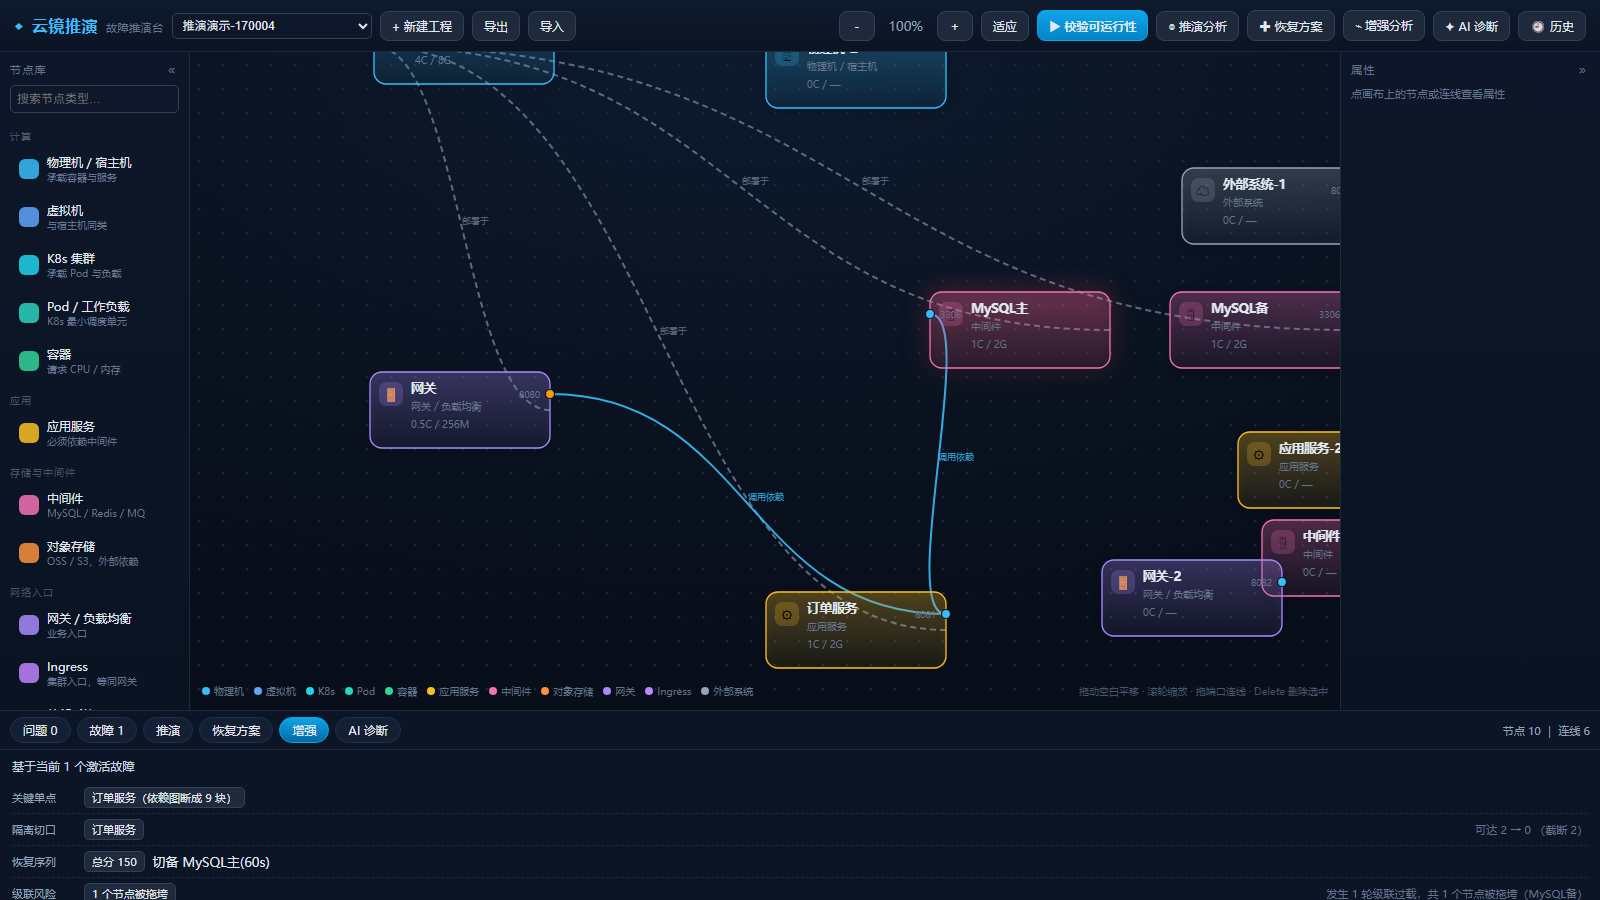 云镜推演 故障推演台 推演演示-170004 + 新建工程 导出 导入 - 100% + 适应 ▶ 校验可运行性 推演分析 恢复方案 增强分析 AI 诊断 历史
节点库 «
搜索节点类型...
计算
物理机 / 宿主机
承载容器与服务
虚拟机
与宿主机同类
K8s 集群
承载 Pod 与负载
Pod / 工作负载
K8s 最小调度单元
容器
请求 CPU / 内存
应用
应用服务
必须依赖中间件
存储与中间件
中间件
MySQL / Redis / MQ
对象存储
OSS / S3，外部依赖
网络入口
网关 / 负载均衡
业务入口
Ingress
集群入口，等同网关
4C / 8G
物理机 / 宿主机
0C / —
部署于
部署于
部署于
部署于
外部系统-1
外部系统
0C / —
MySQL主
3306
中间件
1C / 2G
MySQL备
3306
中间件
1C / 2G
网关
8080
网关 / 负载均衡
0.5C / 256M
调用依赖
调用依赖
应用服务-2
应用服务
0C / —
中间件
中间件
0C / —
网关-2
8082
网关 / 负载均衡
0C / —
订单服务
8081
应用服务
1C / 2G
物理机 虚拟机 K8s Pod 容器 应用服务 中间件 对象存储 网关 Ingress 外部系统
拖动空白平移 · 滚轮缩放 · 拖端口连线 · Delete 删除选中
属性 »
点画布上的节点或连线查看属性
问题 0 故障 1 推演 恢复方案 增强 AI 诊断
节点 10 | 连线 6
基于当前 1 个激活故障
关键单点 订单服务（依赖图断成 9 块）
隔离切口 订单服务 可达 2 → 0 （截断 2）
恢复序列 总分 150 切备 MySQL主(60s)
级联风险 1 个节点被拖垮 发生 1 轮级联过载，共 1 个节点被拖垮（MySQL备）